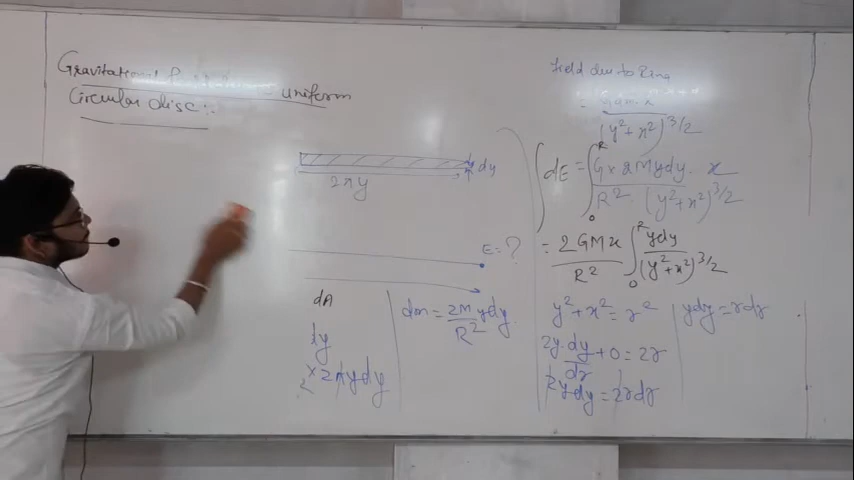 Gravitational
uniform
Circular disc:-
dy
2πy
E = ?
dA
dm = 2M ydy
R²
y
× 2πydy
Field due to Ring
(y² + x²)^3/2
∫dE = ∫ G × 2Mydy. x
R². (y² + x²)^3/2
= 2GMx ∫ ydy
R² (y² + x²)^3/2
y² + x² = r²
2y.dy + 0 = 2r
dr
2ydy = 2rdr
ydy = rdr